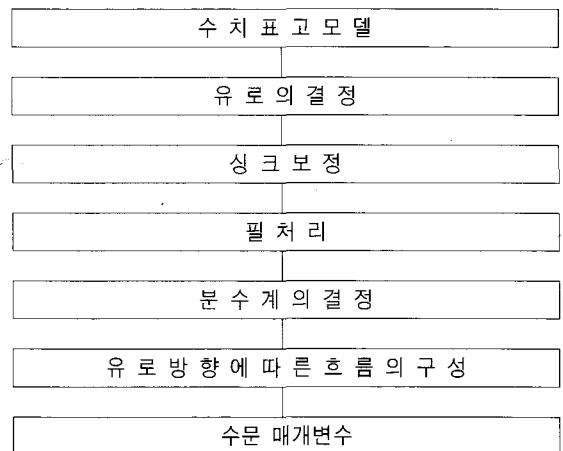 수 치 표 고 모 델
유 로 의 결 정
싱 크 보 정
필 처 리
분 수 계 의 결 정
유 로 방 향 에 따 른 흐 름 의 구 성
수문 매개변수